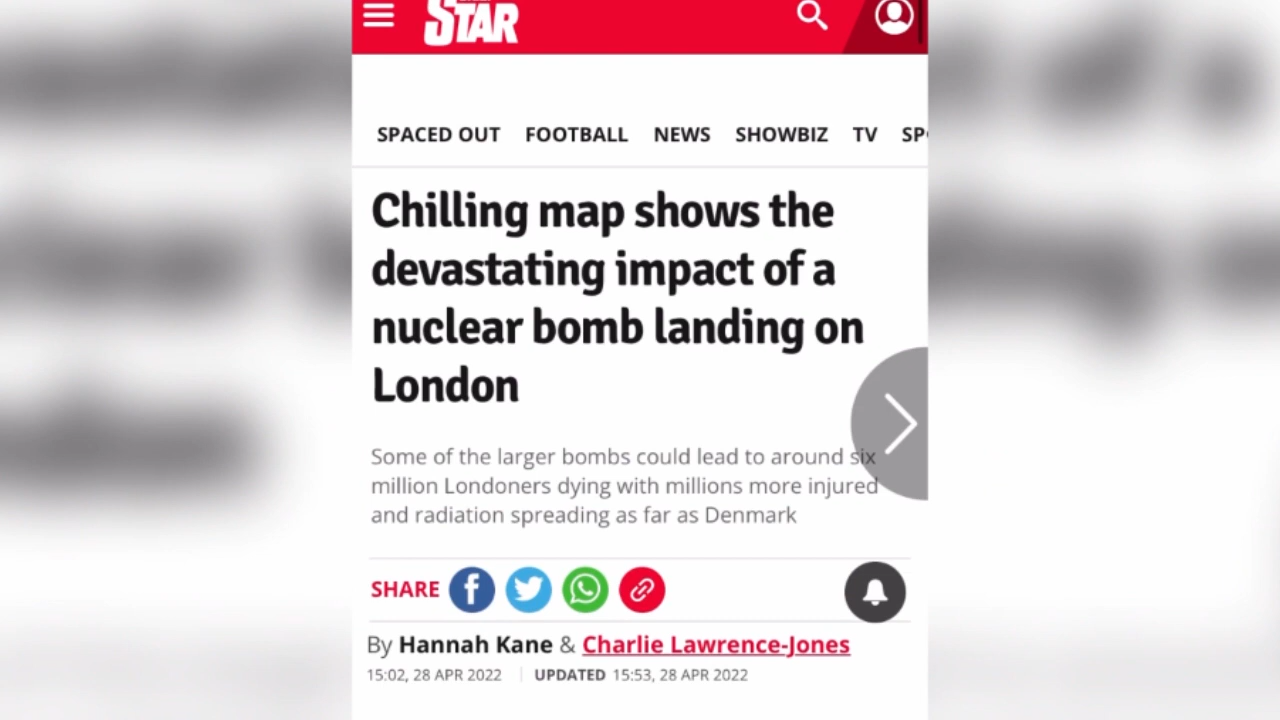 STAR
SPACED OUT FOOTBALL NEWS SHOWBIZ TV
Chilling map shows the
devastating impact of a
nuclear bomb landing on
London
Some of the larger bombs could lead to around six
million Londoners dying with millions more injured
and radiation spreading as far as Denmark
SHARE
By Hannah Kane & Charlie Lawrence-Jones
15:02, 28 APR 2022 UPDATED 15:53, 28 APR 2022